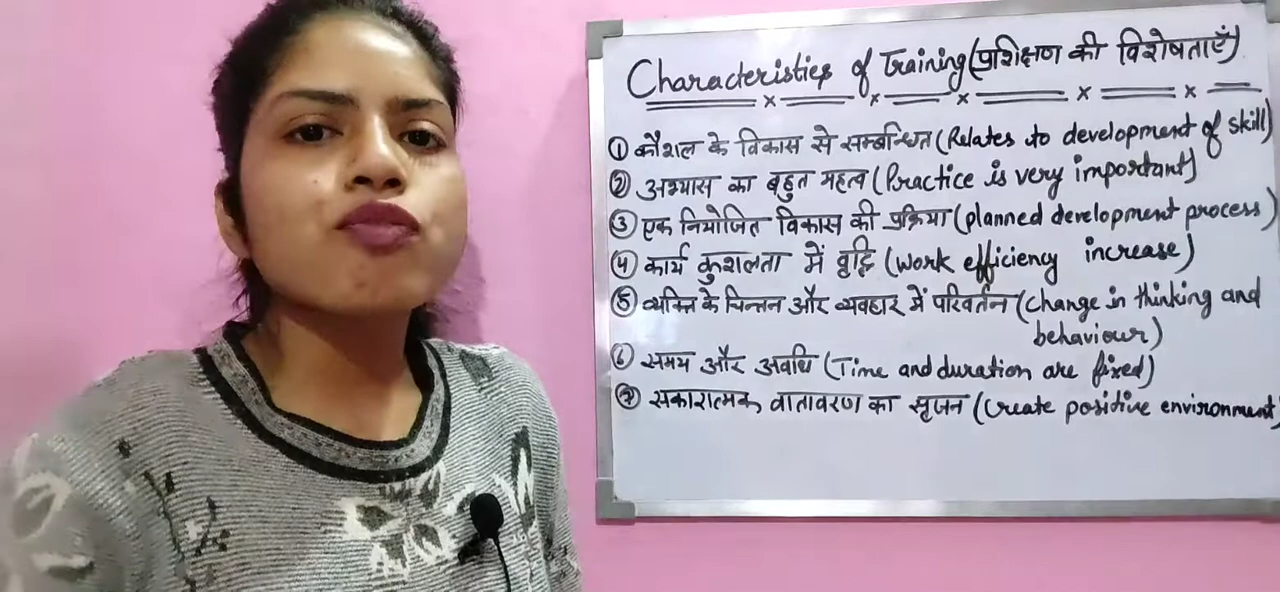 Characteristics of Training (प्रशिक्षण की विशेषताएँ)
① कौशल के विकास से सम्बन्धित (Relates to development of skill)
② अभ्यास का बहुत महत्व (Practice is very important)
③ एक नियोजित विकास की प्रक्रिया (planned development process)
④ कार्य कुशलता में वृद्धि (work efficiency increase)
⑤ व्यक्ति के चिन्तन और व्यवहार में परिवर्तन (Change in thinking and
behaviour)
⑥ समय और अवधि (Time and duration are fixed)
⑦ सकारात्मक वातावरण का सृजन (Create positive environment)